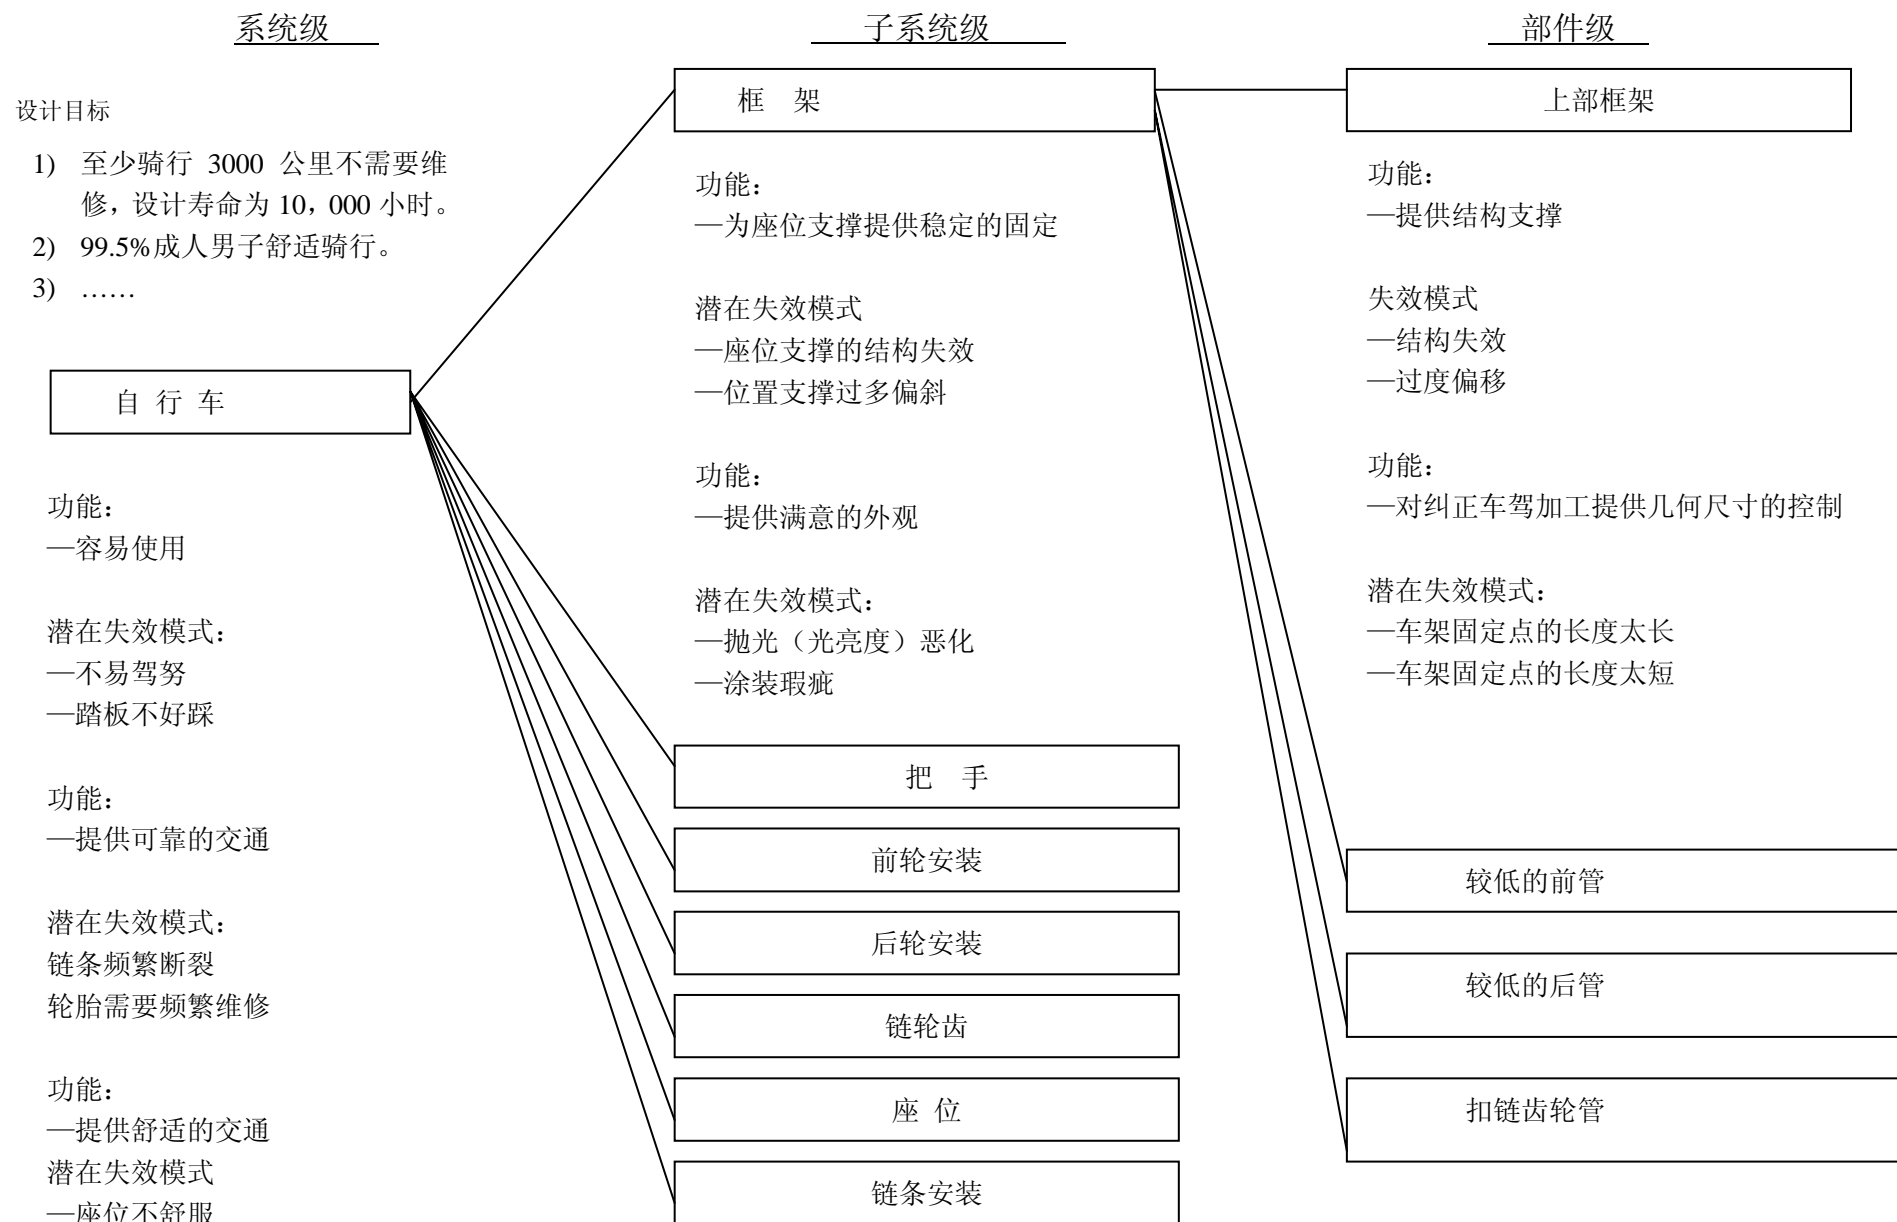 系统级
子系统级
部件级
设计目标
1) 至少骑行 3000 公里不需要维
修，设计寿命为 10，000 小时。
2) 99.5%成人男子舒适骑行。
3) ……
自 行 车
功能：
—容易使用
潜在失效模式：
—不易驾努
—踏板不好踩
功能：
—提供可靠的交通
潜在失效模式：
链条频繁断裂
轮胎需要频繁维修
功能：
—提供舒适的交通
潜在失效模式
—座位不舒服
框 架
功能：
—为座位支撑提供稳定的固定
潜在失效模式
—座位支撑的结构失效
—位置支撑过多偏斜
功能：
—提供满意的外观
潜在失效模式：
—抛光（光亮度）恶化
—涂装瑕疵
把 手
前轮安装
后轮安装
链轮齿
座 位
链条安装
上部框架
功能：
—提供结构支撑
失效模式
—结构失效
—过度偏移
功能：
—对纠正车驾加工提供几何尺寸的控制
潜在失效模式：
—车架固定点的长度太长
—车架固定点的长度太短
较低的前管
较低的后管
扣链齿轮管